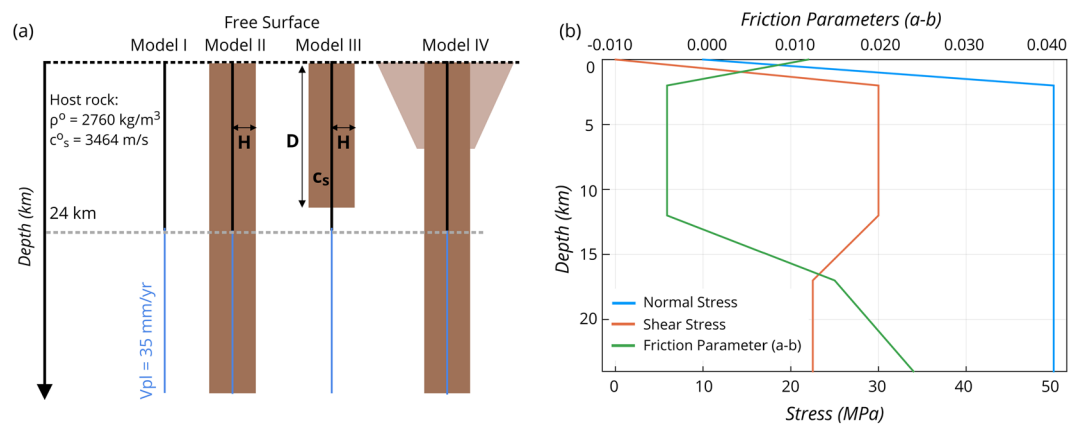 (a)
Free Surface
Model I Model II Model III Model IV
Host rock:
ρº = 2760 kg/m³
cºₛ = 3464 m/s
H
D
H
cₛ
24 km
Depth (km)
Vpl = 35 mm/yr
(b)
Friction Parameters (a-b)
-0.010 0.000 0.010 0.020 0.030 0.040
0
5
10
15
20
Depth (km)
Normal Stress
Shear Stress
Friction Parameter (a-b)
0 10 20 30 40 50
Stress (MPa)